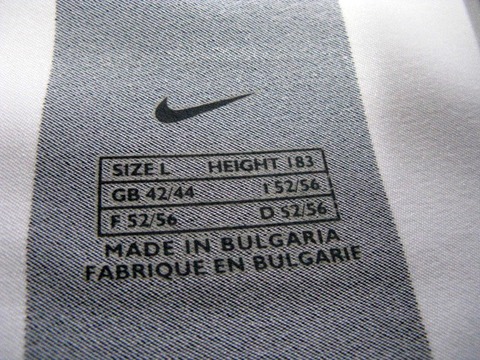 SIZE L HEIGHT 183
GB 42/44 I 52/56
F 52/56 D 52/56
MADE IN BULGARIA
FABRIQUE EN BULGARIE